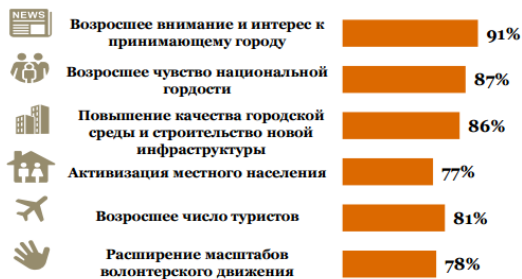 NEWS
Возросшее внимание и интерес к
принимающему городу
91%
Возросшее чувство национальной
гордости
87%
Повышение качества городской
среды и строительство новой
инфраструктуры
86%
Активизация местного населения
77%
Возросшее число туристов
81%
Расширение масштабов
волонтерского движения
78%